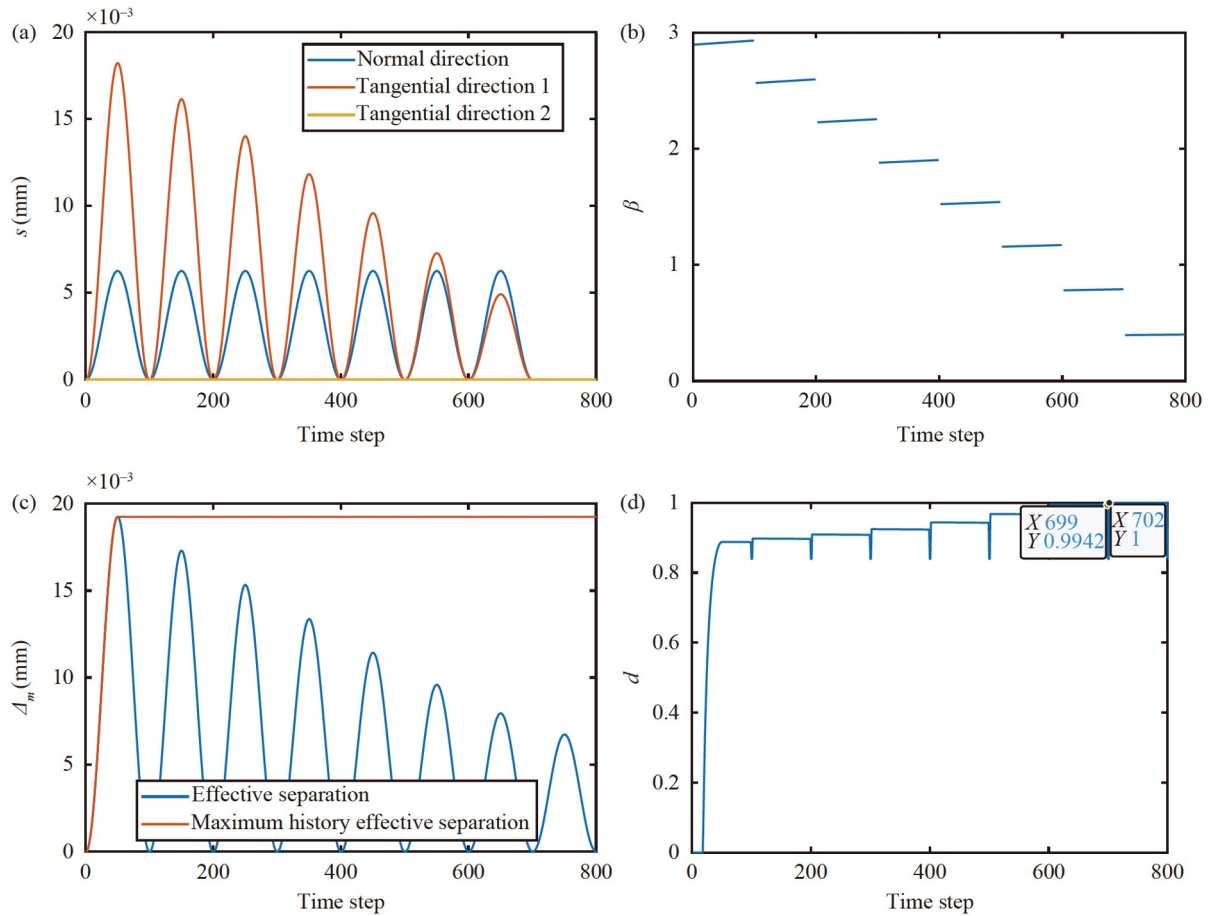 (a)
×10⁻³
20
15
10
5
0
s (mm)
Normal direction
Tangential direction 1
Tangential direction 2
0
200
400
600
800
Time step
(b)
3
2
1
0
β
0
200
400
600
800
Time step
(c)
×10⁻³
20
15
10
5
0
Δm (mm)
Effective separation
Maximum history effective separation
0
200
400
600
800
Time step
(d)
1
0.8
0.6
0.4
0.2
0
d
X 699
Y 0.9942
X 702
Y 1
0
200
400
600
800
Time step